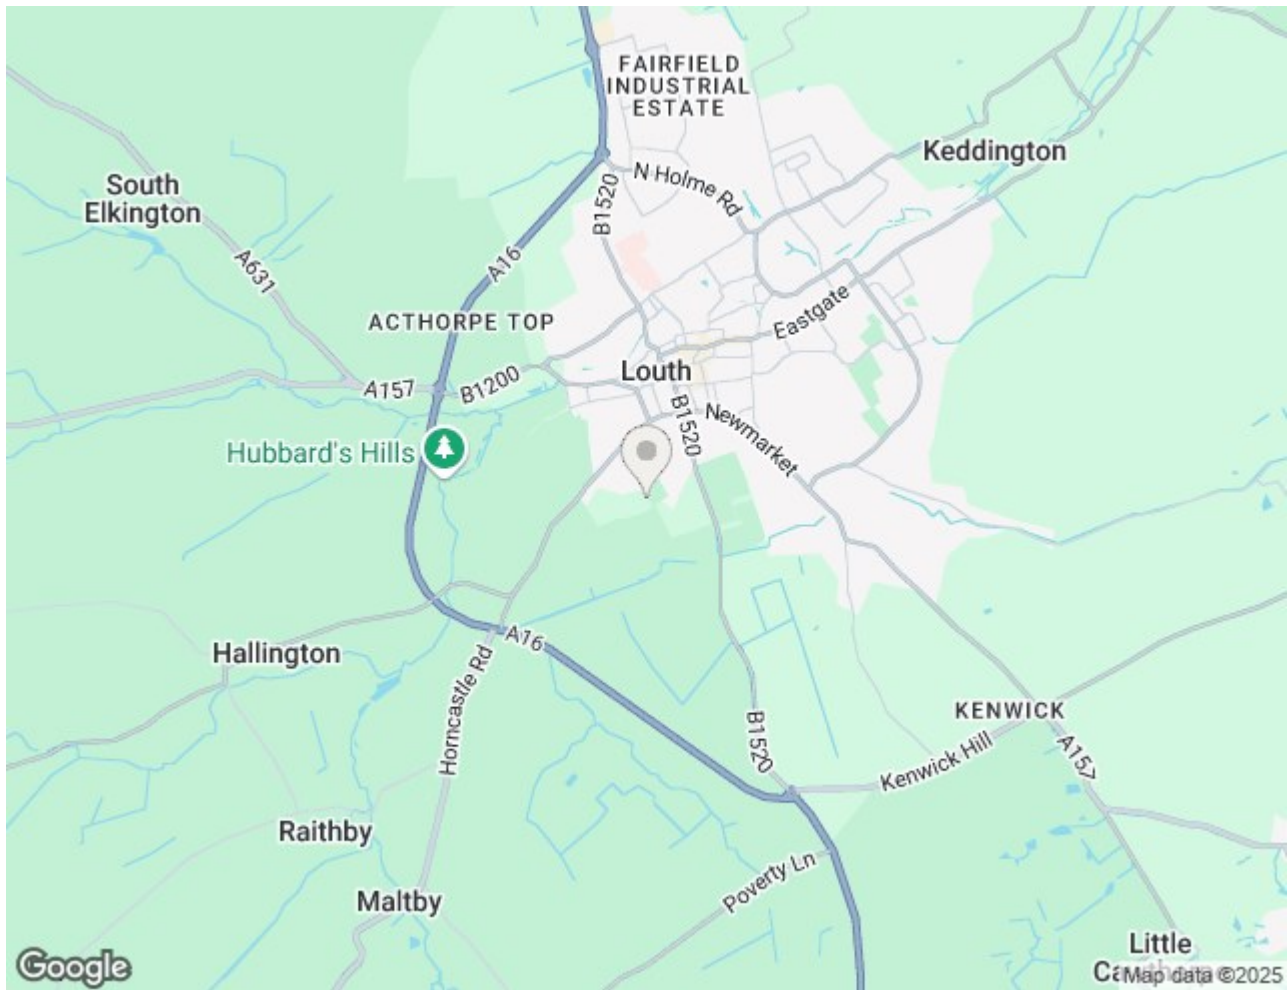 FAIRFIELD
INDUSTRIAL
ESTATE
Keddington
N Holme Rd
South
Elkington
B1520
A631
A16
Eastgate
ACTHORPE TOP
Louth
A157
B1200
B1520
Newmarket
Hubbard's Hills
A16
Hallington
Horncastle Rd
KENWICK
B1520
A157
Kenwick Hill
Raithby
Poverty Ln
Maltby
Little
Google
Map data ©2025